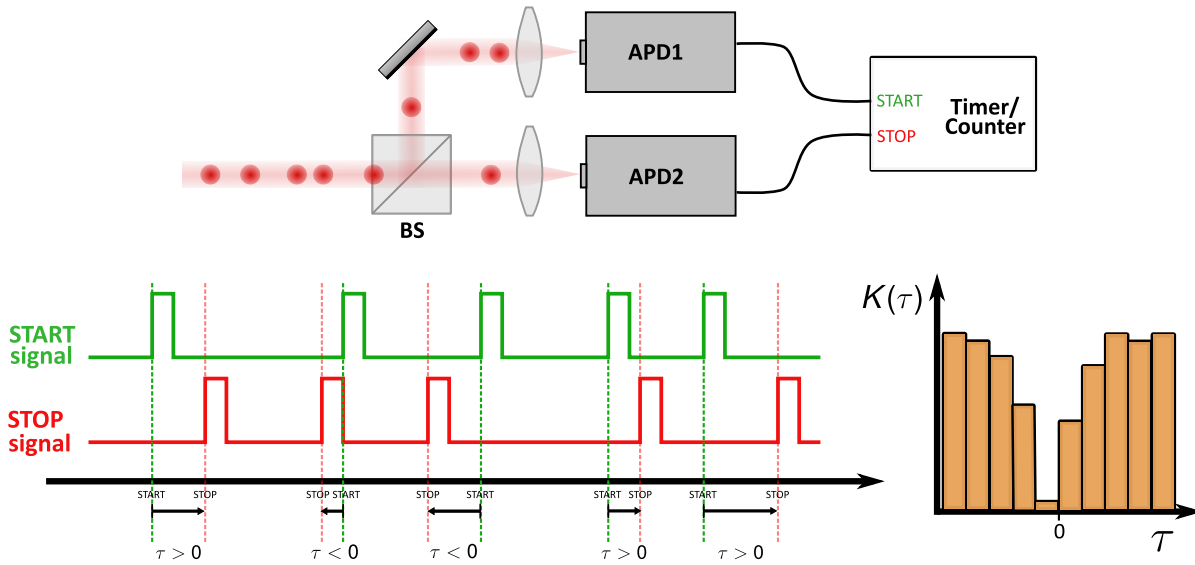 APD1
START
Timer/
Counter
STOP
APD2
BS
START
signal
STOP
signal
K(τ)
START STOP STOP START STOP START START STOP START STOP
τ > 0 τ < 0 τ < 0 τ > 0 τ > 0
0
τ